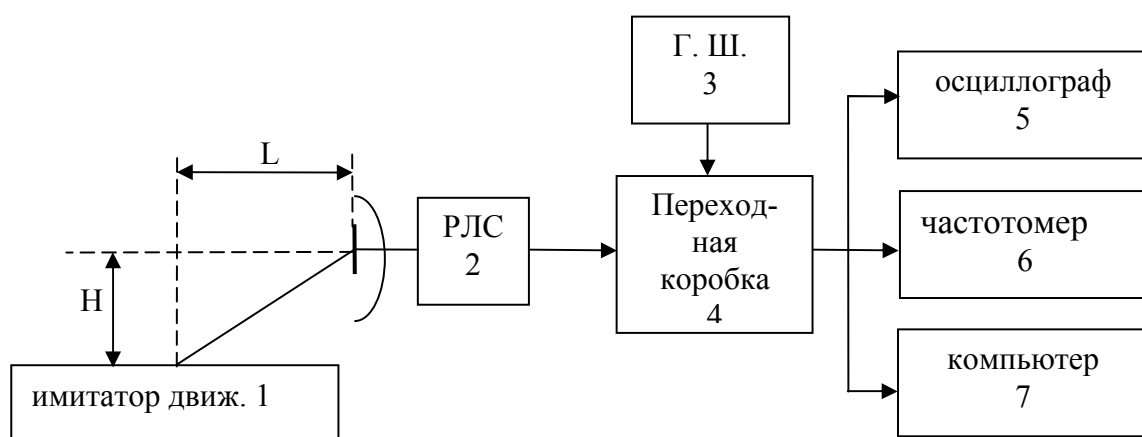 Г. Ш.
3
осциллограф
5
L
РЛС
2
Переход-
ная
коробка
4
частотомер
6
H
имитатор движ. 1
компьютер
7